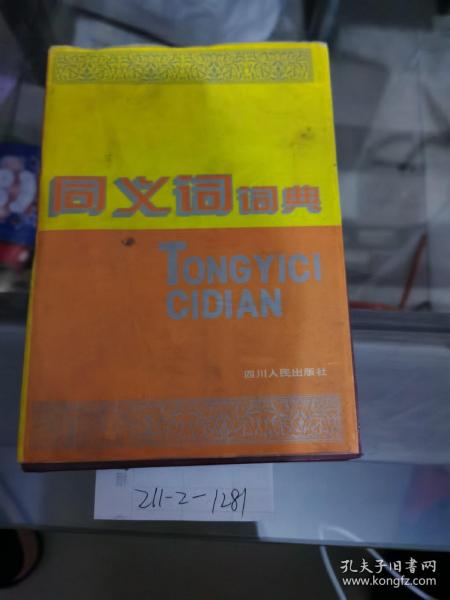 同义词词典
TONGYICI
CIDIAN
四川人民出版社
211-2-1281
孔夫子旧书网
www.kongfz.com